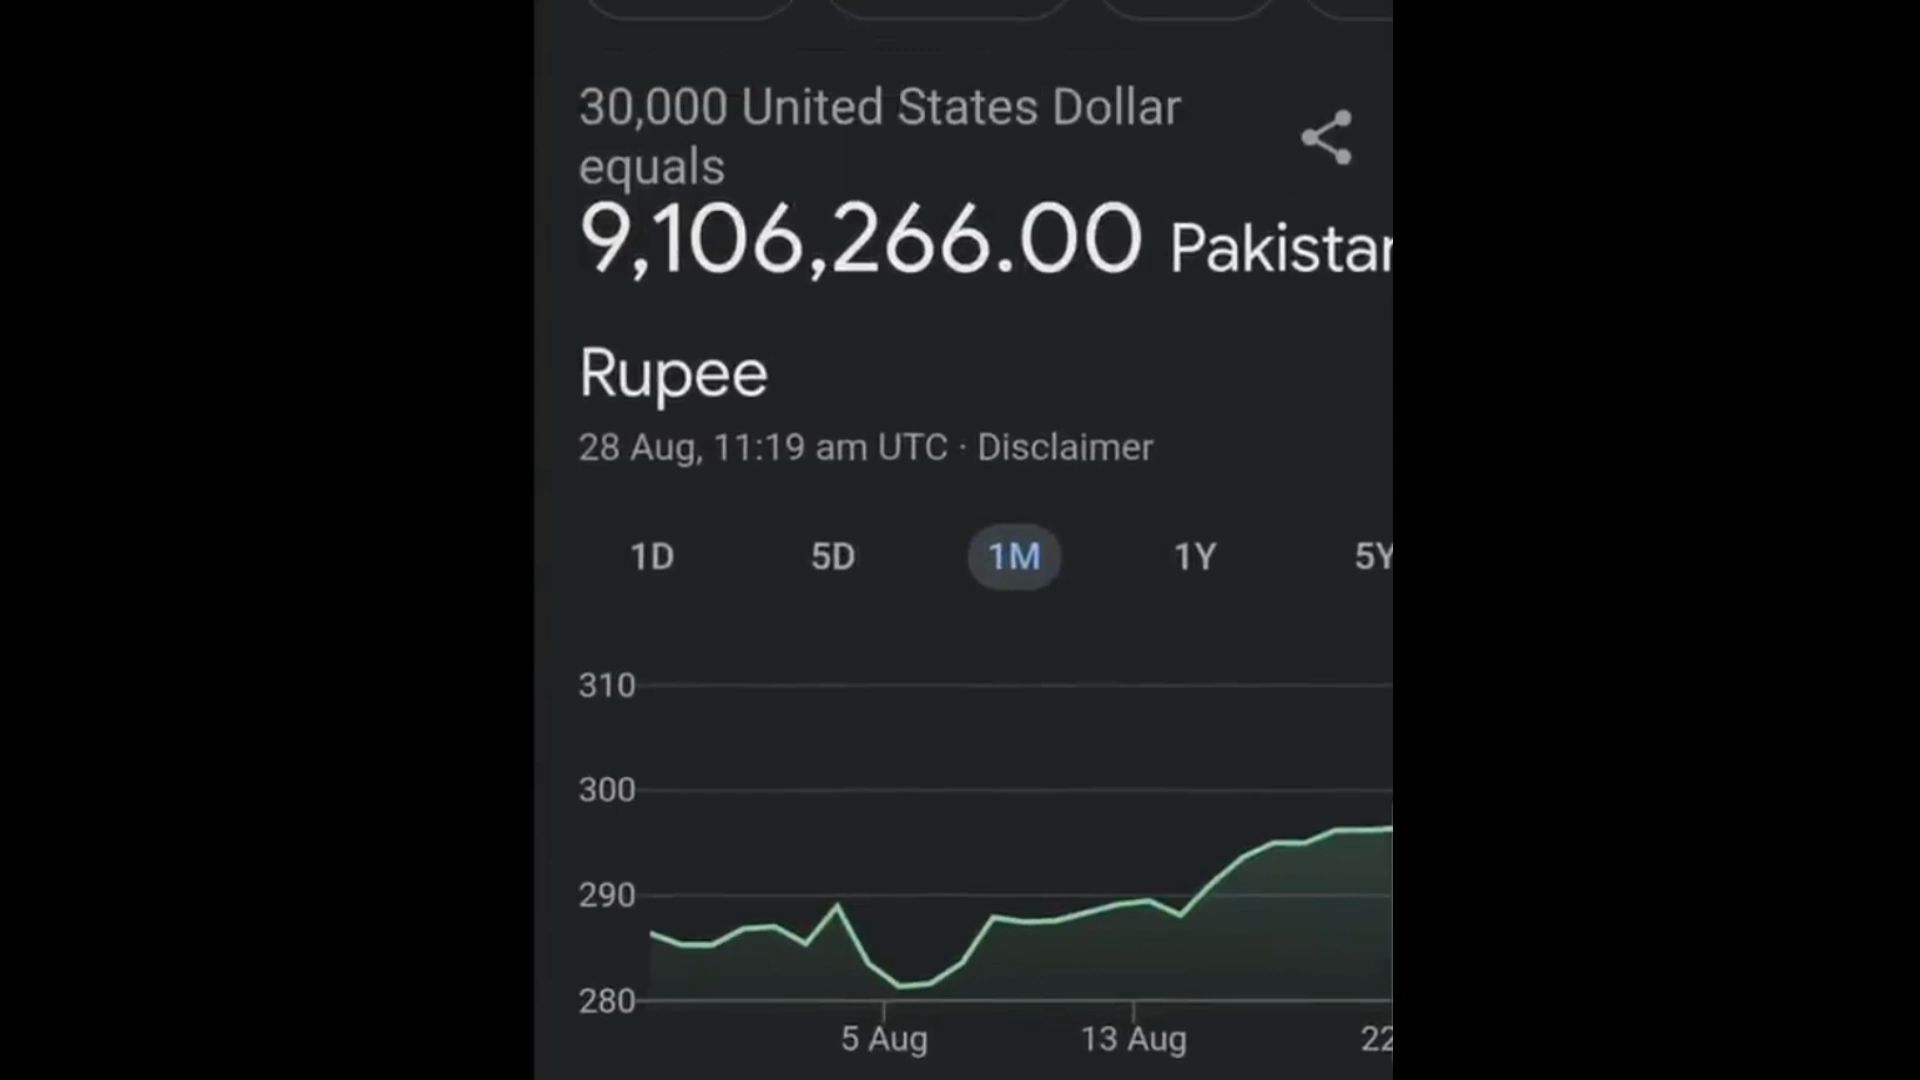 30,000 United States Dollar
equals
9,106,266.00 Pakistan
Rupee
28 Aug, 11:19 am UTC · Disclaimer
1D 5D 1M 1Y 5Y
310
300
290
280
5 Aug 13 Aug 22